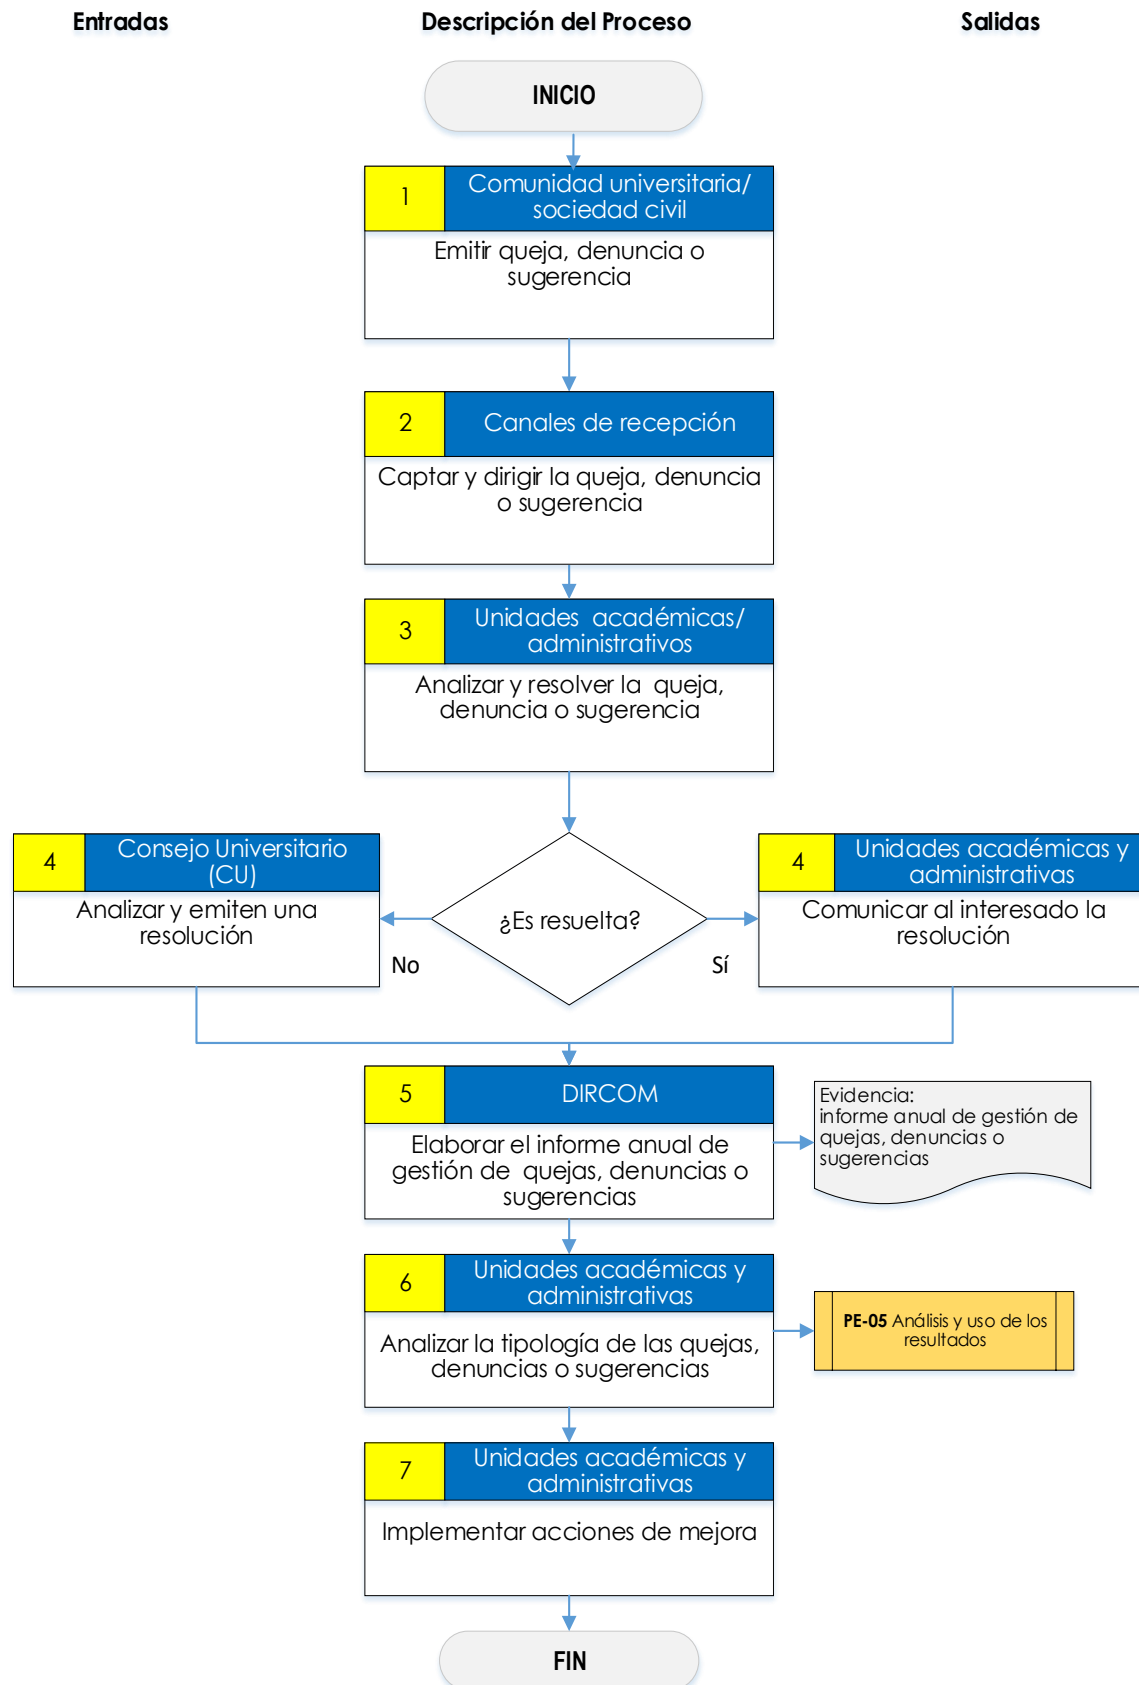 Entradas
Descripción del Proceso
Salidas
INICIO
1
Comunidad universitaria/
sociedad civil
Emitir queja, denuncia o
sugerencia
2
Canales de recepción
Captar y dirigir la queja, denuncia
o sugerencia
3
Unidades académicas/
administrativos
Analizar y resolver la queja,
denuncia o sugerencia
4
Consejo Universitario
(CU)
Analizar y emiten una
resolución
¿Es resuelta?
No
Sí
4
Unidades académicas y
administrativas
Comunicar al interesado la
resolución
5
DIRCOM
Elaborar el informe anual de
gestión de quejas, denuncias o
sugerencias
Evidencia:
informe anual de gestión de
quejas, denuncias o
sugerencias
6
Unidades académicas y
administrativas
Analizar la tipología de las quejas,
denuncias o sugerencias
PE-05 Análisis y uso de los
resultados
7
Unidades académicas y
administrativas
Implementar acciones de mejora
FIN